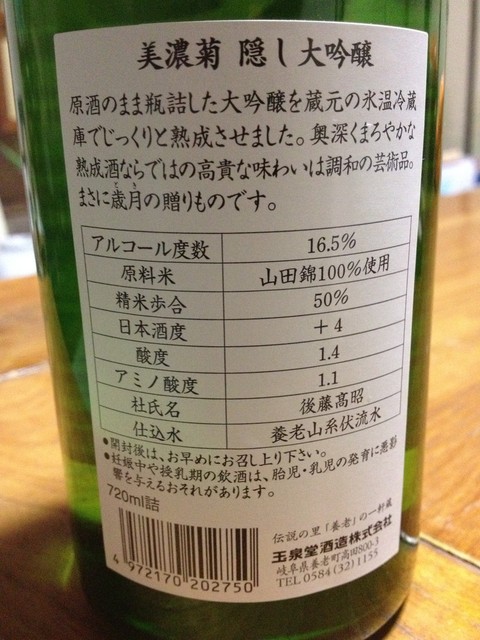 美濃菊 隠し大吟醸
原酒のまま瓶詰した大吟醸を蔵元の氷温冷蔵
庫でじっくりと熟成させました。奥深くまろやかな
熟成酒ならではの高貴な味わいは調和の芸術品。
まさに歳月の贈りものです。
とき
アルコール度数 16.5%
原料米 山田錦100%使用
精米歩合 50%
日本酒度 +4
酸度 1.4
アミノ酸度 1.1
杜氏名 後藤髙昭
仕込水 養老山系伏流水
●開封後は、お早めにお召し上り下さい。
●妊娠中や授乳期の飲酒は、胎児・乳児の発育に悪影
響を与えるおそれがあります。
720ml詰
4 972170 202750
伝説の里「養老」の一軒蔵
玉泉堂酒造株式会社
岐阜県養老町高田800-3
TEL 0584(32)1155